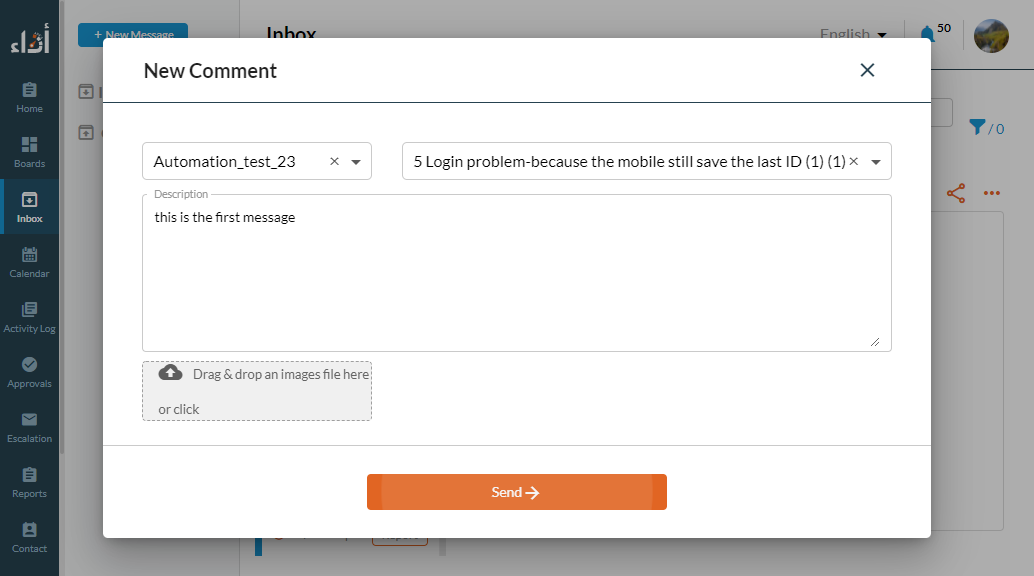 أداء
Home
Boards
Inbox
Calendar
Activity Log
Approvals
Escalation
Reports
Contact
+ New Message
Inbox
English
50
/ 0
New Comment
Automation_test_23
5 Login problem-because the mobile still save the last ID (1) (1)
Description
this is the first message
Drag & drop an images file here
or click
Send